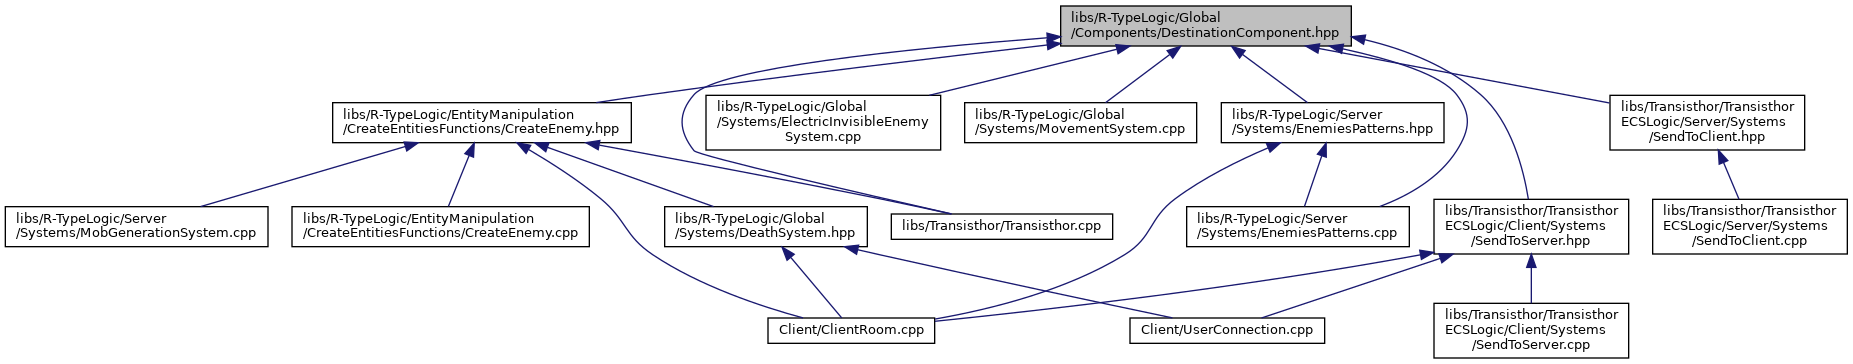 libs/R-TypeLogic/Global
/Components/DestinationComponent.hpp
libs/R-TypeLogic/EntityManipulation
/CreateEntitiesFunctions/CreateEnemy.hpp
libs/R-TypeLogic/Global
/Systems/ElectricInvisibleEnemy
System.cpp
libs/R-TypeLogic/Global
/Systems/MovementSystem.cpp
libs/R-TypeLogic/Server
/Systems/EnemiesPatterns.hpp
libs/Transisthor/Transisthor
ECSLogic/Server/Systems
/SendToClient.hpp
libs/R-TypeLogic/Server
/Systems/MobGenerationSystem.cpp
libs/R-TypeLogic/EntityManipulation
/CreateEntitiesFunctions/CreateEnemy.cpp
libs/R-TypeLogic/Global
/Systems/DeathSystem.hpp
libs/Transisthor/Transisthor.cpp
libs/R-TypeLogic/Server
/Systems/EnemiesPatterns.cpp
libs/Transisthor/Transisthor
ECSLogic/Client/Systems
/SendToServer.hpp
libs/Transisthor/Transisthor
ECSLogic/Server/Systems
/SendToClient.cpp
Client/ClientRoom.cpp
Client/UserConnection.cpp
libs/Transisthor/Transisthor
ECSLogic/Client/Systems
/SendToServer.cpp